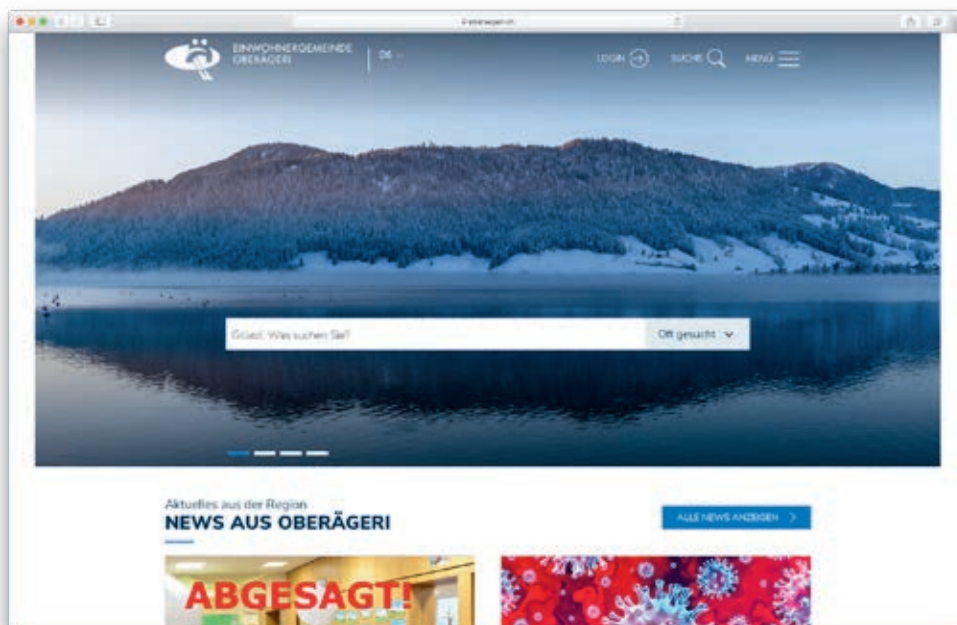 EINWOHNERGEMEINDE
OBERÄGERI
DE
LOGIN
SUCHE
MENÜ
Grüezi. Was suchen Sie?
Oft gesucht
Aktuelles aus der Region
NEWS AUS OBERÄGERI
ALLE NEWS ANZEIGEN
ABGESAGT!